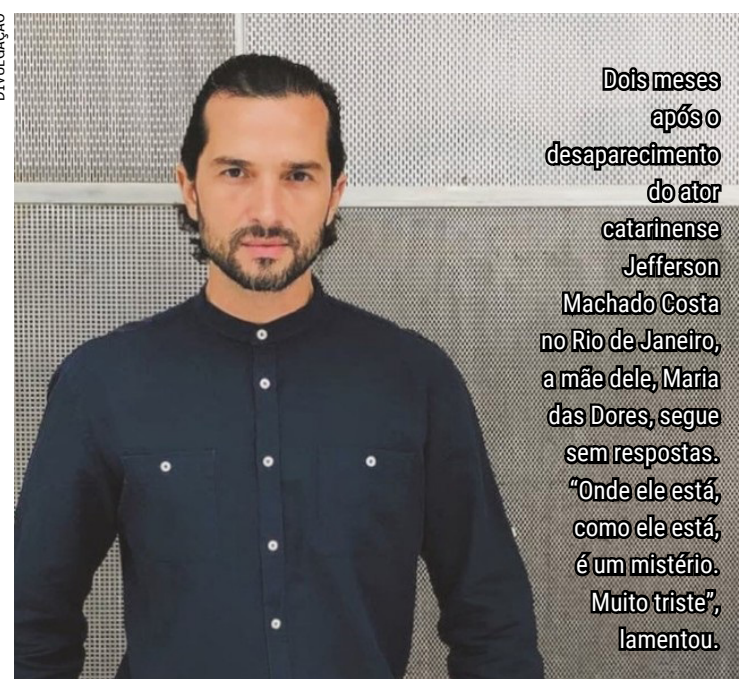 DIVULGAÇÃO
Dois meses
após o
desaparecimento
do ator
catarinense
Jefferson
Machado Costa
no Rio de Janeiro,
a mãe dele, Maria
das Dores, segue
sem respostas.
“Onde ele está,
como ele está,
é um mistério.
Muito triste”,
lamentou.